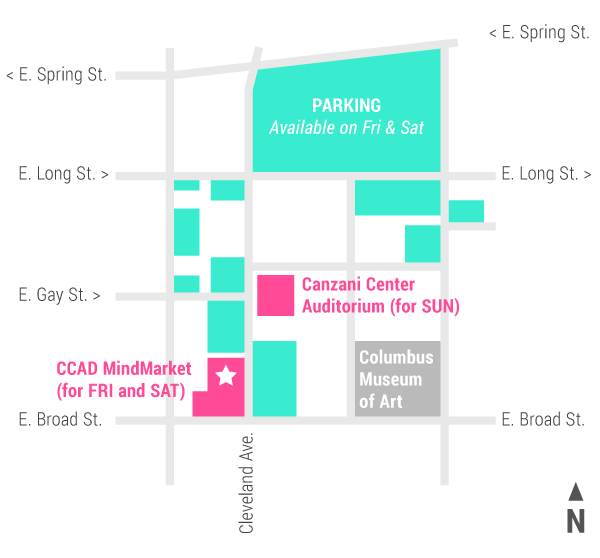 < E. Spring St.
< E. Spring St.
PARKING
Available on Fri & Sat
E. Long St. >
E. Long St. >
Canzani Center
Auditorium (for SUN)
E. Gay St. >
Columbus
Museum
of Art
CCAD MindMarket
(for FRI and SAT)
E. Broad St.
E. Broad St.
Cleveland Ave.
N